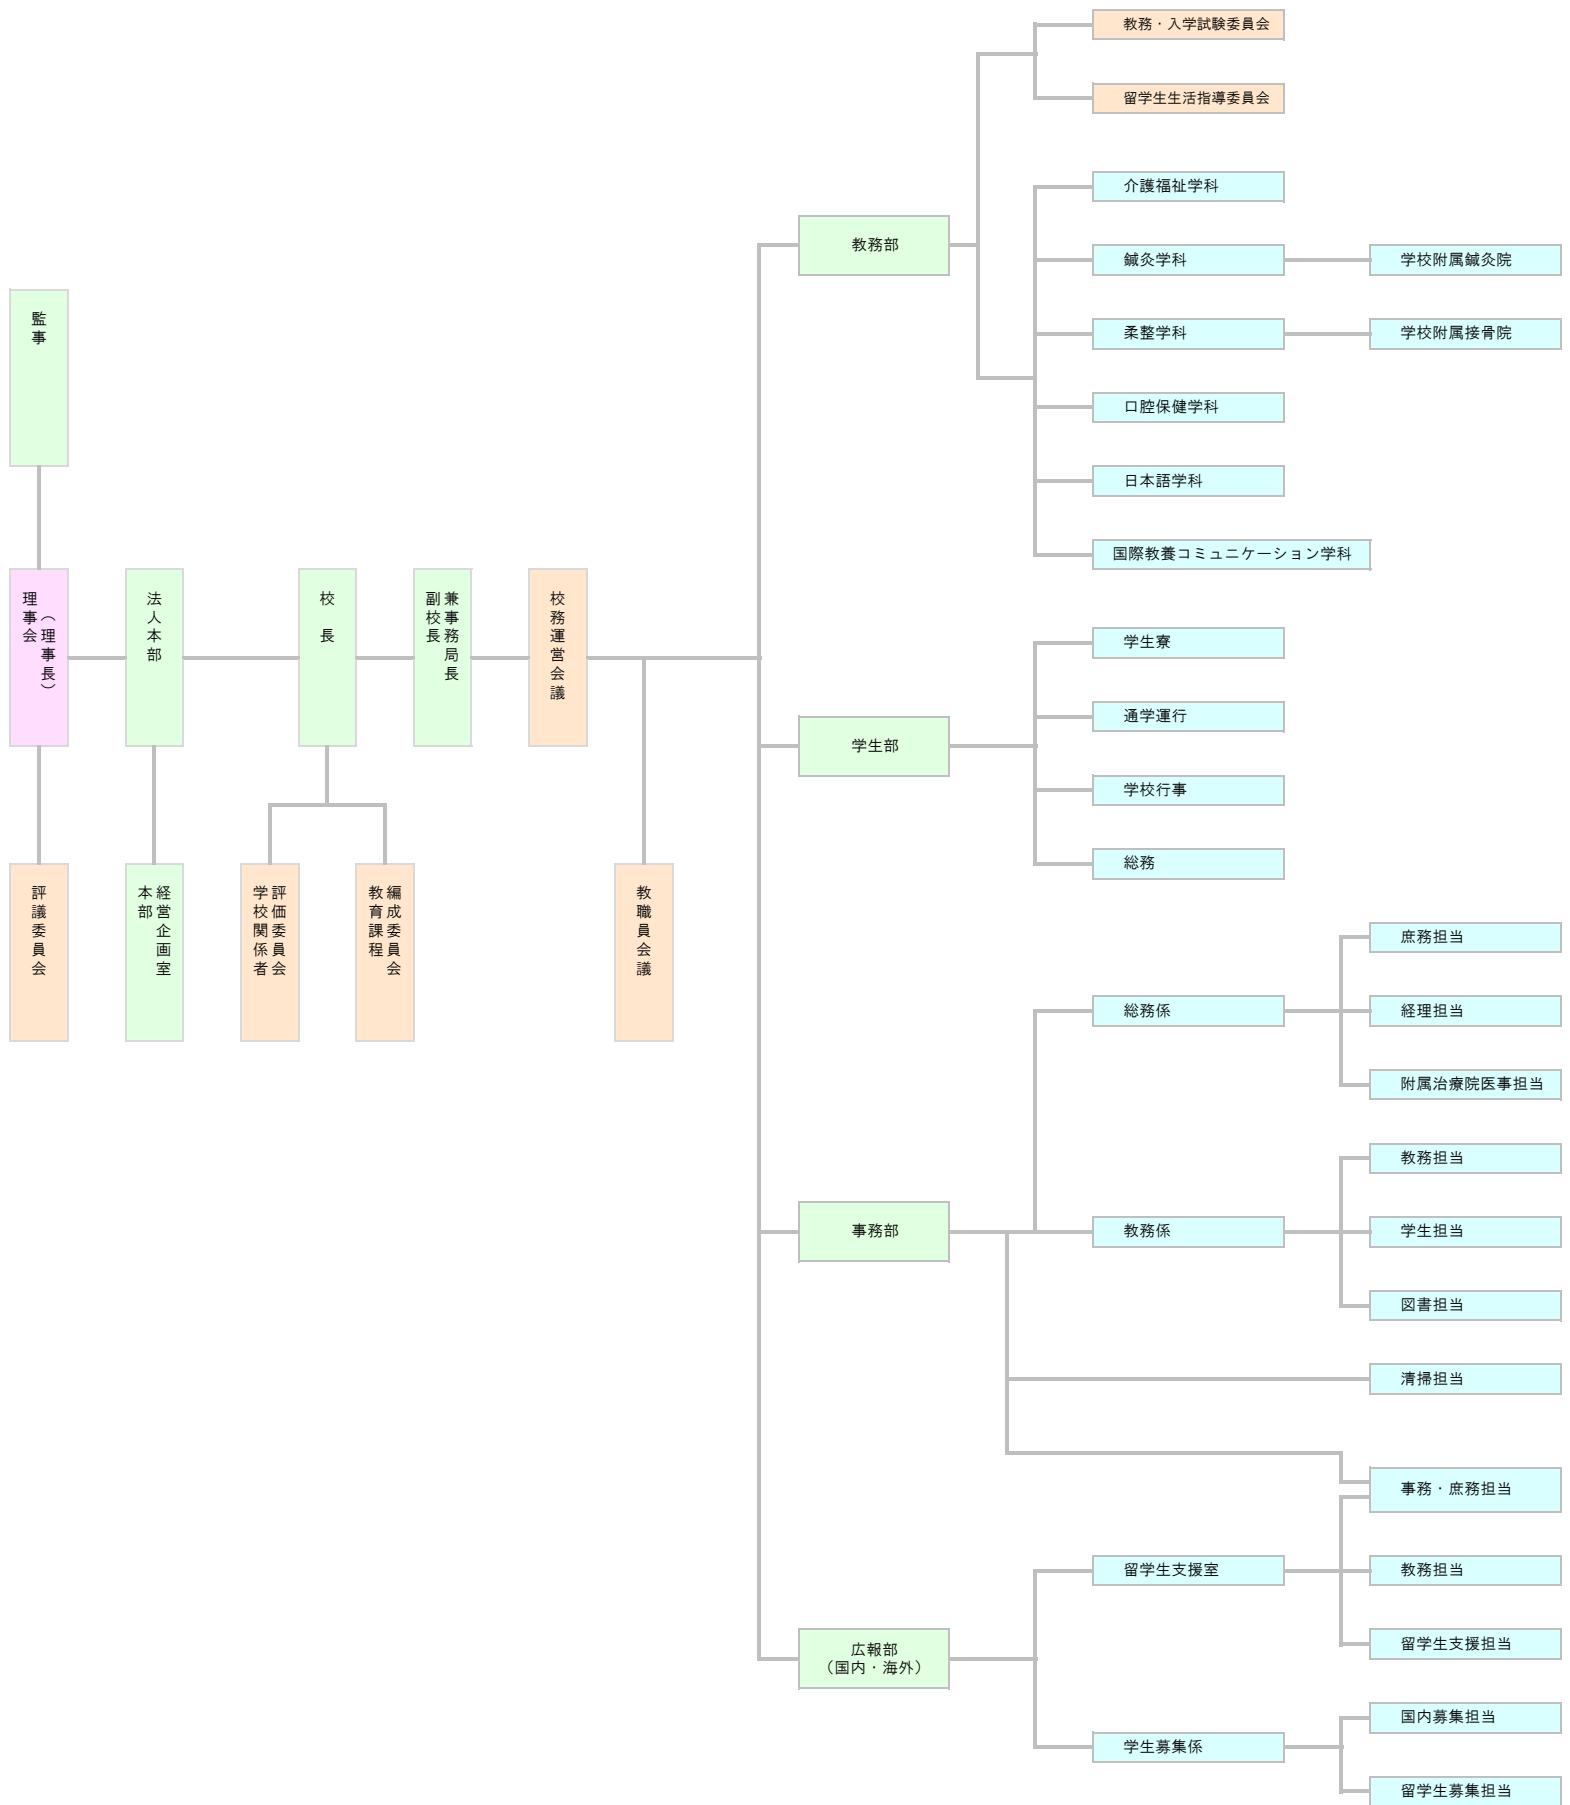 教務・入学試験委員会
留学生生活指導委員会
介護福祉学科
教務部
鍼灸学科
学校附属鍼灸院
監事
柔整学科
学校附属接骨院
口腔保健学科
日本語学科
国際教養コミュニケーション学科
理事会
（理事長）
法人本部
校　長
副校長
兼事務局長
校務運営会議
学生寮
通学運行
学生部
学校行事
総務
評議委員会
本部
経営企画室
学校関係者
評価委員会
教育課程
編成委員会
教職員会議
庶務担当
総務係
経理担当
附属治療院医事担当
教務担当
事務部
教務係
学生担当
図書担当
清掃担当
事務・庶務担当
留学生支援室
教務担当
広報部
（国内・海外）
留学生支援担当
国内募集担当
学生募集係
留学生募集担当